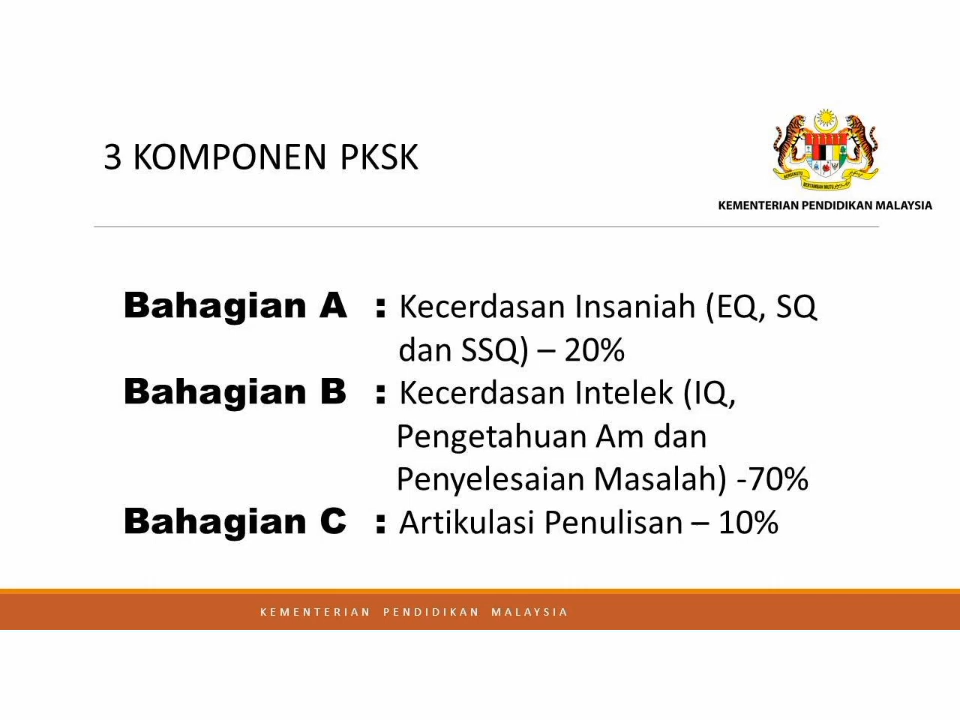 3 KOMPONEN PKSK
KEMENTERIAN PENDIDIKAN MALAYSIA
Bahagian A : Kecerdasan Insaniah (EQ, SQ
dan SSQ) – 20%
Bahagian B : Kecerdasan Intelek (IQ,
Pengetahuan Am dan
Penyelesaian Masalah) -70%
Bahagian C : Artikulasi Penulisan – 10%
KEMENTERIAN PENDIDIKAN MALAYSIA